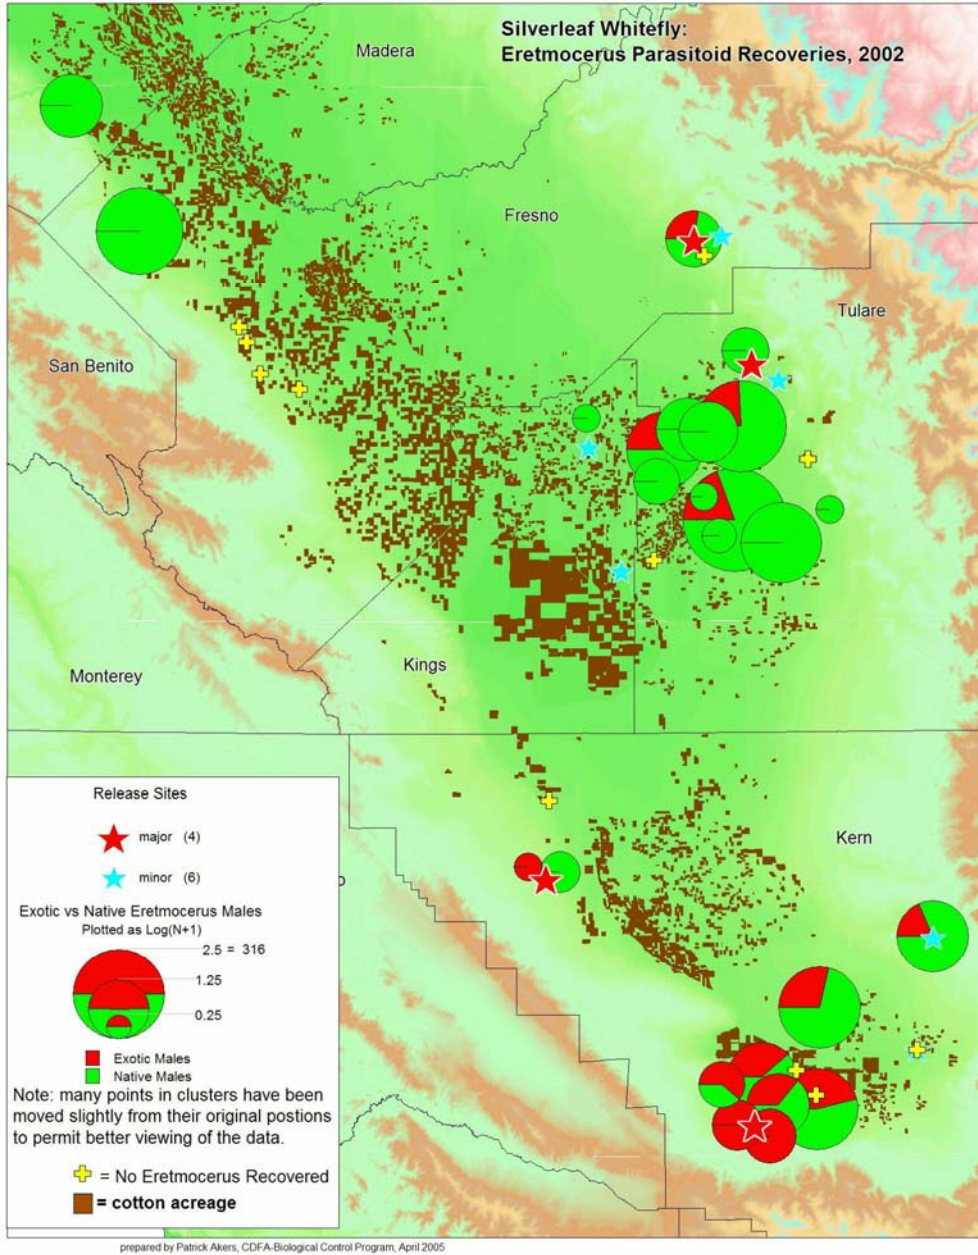 Silverleaf Whitefly:
Eretmocerus Parasitoid Recoveries, 2002
Madera
Fresno
Tulare
San Benito
Kings
Monterey
Kern
o
Release Sites
major (4)
minor (6)
Exotic vs Native Eretmocerus Males
Plotted as Log(N+1)
2.5 = 316
1.25
0.25
Exotic Males
Native Males
Note: many points in clusters have been
moved slightly from their original postions
to permit better viewing of the data.
= No Eretmocerus Recovered
= cotton acreage
prepared by Patrick Akers, CDFA-Biological Control Program, April 2005